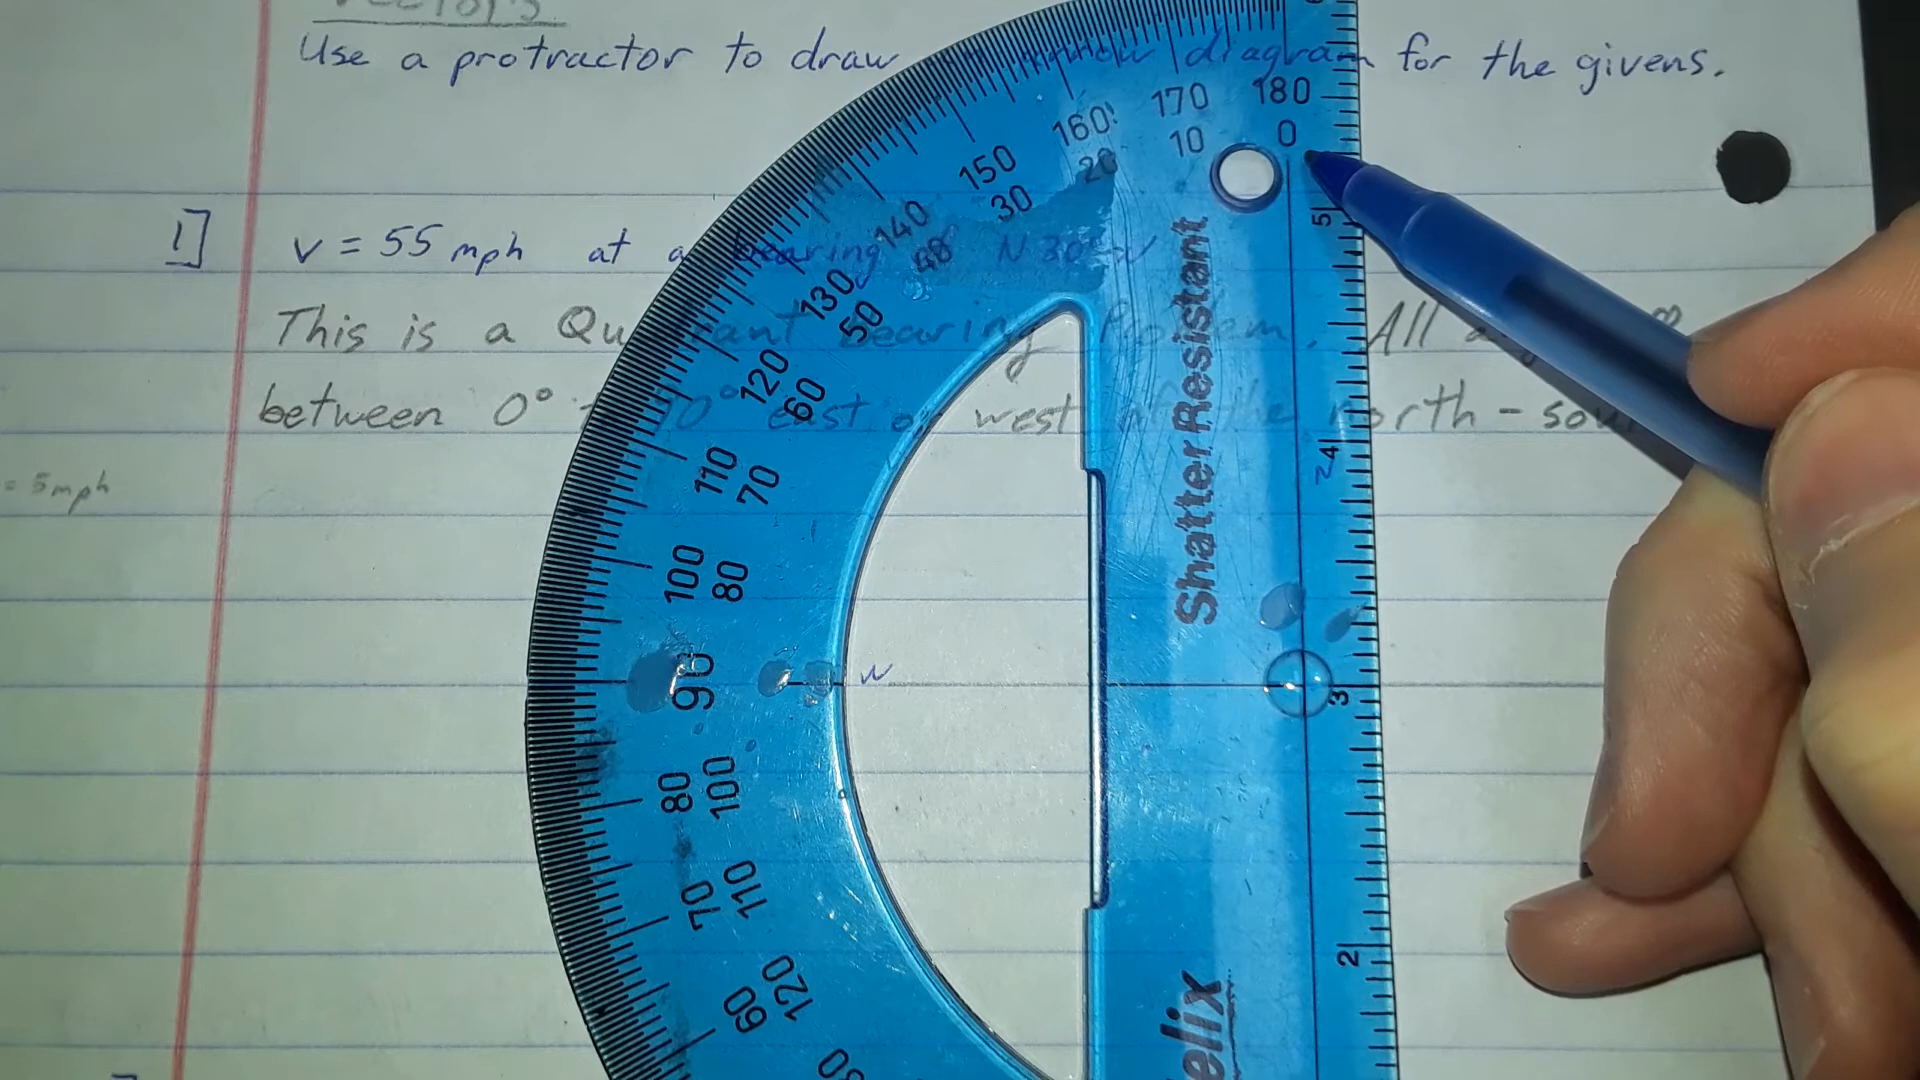 Vectors
Use a protractor to draw arrow diagram for the givens.
1] v = 55 mph at a bearing N 30° W
This is a Quadrant Bearing Problem. All
between 0° 90° east or west of the north-sou
= 5mph
180 170 160 150 140 130 120 110 100 90 80 70 60
0 10 20 30 40 50 60 70 80 100 110 120
Shatter Resistant
5
4
3
2
W
elix